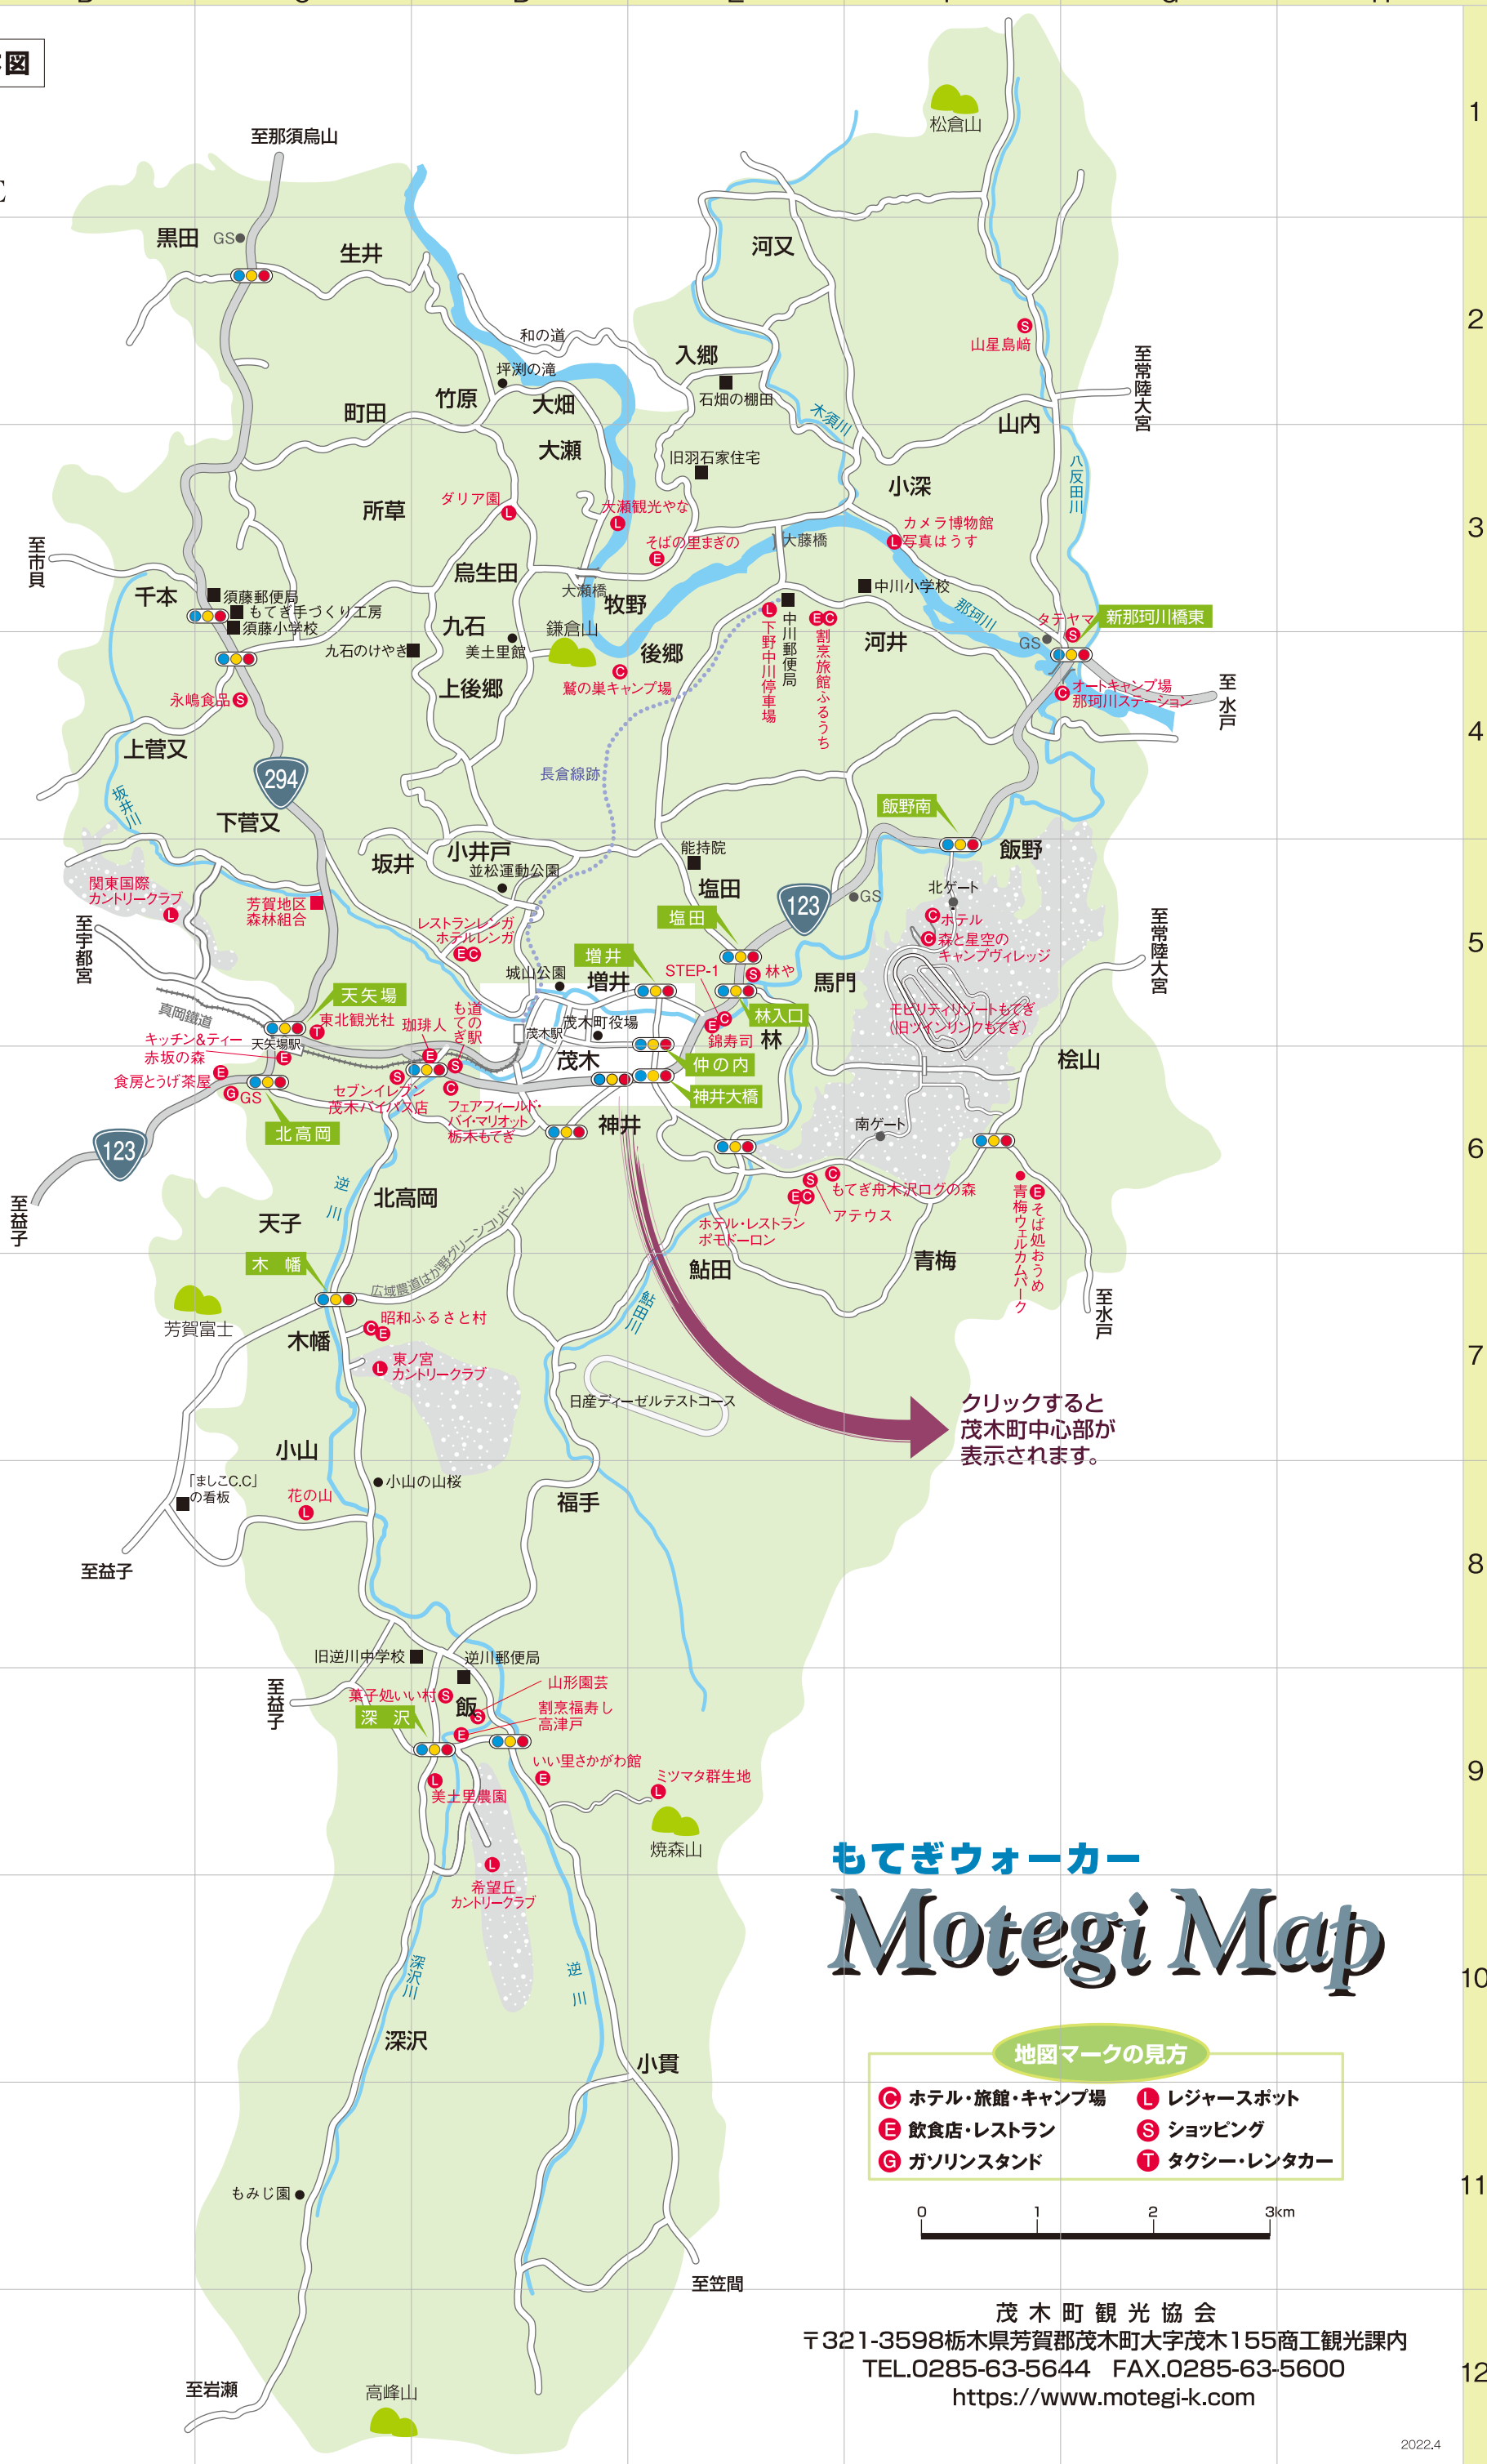 図
至那須烏山
松倉山
1
黒田
GS
生井
河又
2
和の道
坪渕の滝
入郷
石畑の棚田
山星島﨑
至常陸大宮
竹原
大畑
町田
木須川
山内
大瀬
旧羽石家住宅
八反田川
小深
所草
ダリア園
大瀬観光やな
そばの里まぎの
カメラ博物館
写真はうす
大藤橋
3
至市貝
千本
須藤郵便局
もてぎ手づくり工房
須藤小学校
烏生田
大瀬橋
牧野
中川小学校
那珂川
タテヤマ
新那珂川橋東
九石
鎌倉山
九石のけやき
美土里館
後郷
下野中川停車場
中川郵便局
割烹旅館ふるうち
河井
GS
上後郷
鷲の巣キャンプ場
永嶋食品
オートキャンプ場
那珂川ステーション
至水戸
4
上菅又
294
長倉線跡
坂井川
下菅又
飯野南
坂井
小井戸
並松運動公園
能持院
塩田
飯野
関東国際
カントリークラブ
芳賀地区
森林組合
至宇都宮
塩田
123
GS
北ゲート
ホテル
森と星空の
キャンプヴィレッジ
至常陸大宮
5
レストランレンガ
ホテルレンガ
城山公園
増井
増井
STEP-1
林や
馬門
天矢場
真岡鐵道
東北観光社
珈琲人
道の駅
もてぎ
茂木駅
茂木町役場
林入口
錦寿司
林
モビリティリゾートもてぎ
(旧ツインリンクもてぎ)
キッチン&ティー
赤坂の森
天矢場駅
茂木
仲の内
桧山
食房とうげ茶屋
GS
セブンイレブン
茂木バイパス店
フェアフィールド・
バイ・マリオット
栃木もてぎ
神井大橋
北高岡
神井
南ゲート
123
6
至益子
逆川
北高岡
もてぎ舟木沢ログの森
アテウス
ホテル・レストラン
ポモドーロン
青梅ウェルカムパーク
そば処おうめ
天子
木幡
広域農道はが野グリーンコリドール
鮎田
青梅
芳賀富士
昭和ふるさと村
鮎田川
至水戸
木幡
東ノ宮
カントリークラブ
7
日産ディーゼルテストコース
クリックすると
茂木町中心部が
表示されます。
小山
「ましこC.C」
の看板
小山の山桜
花の山
福手
至益子
8
旧逆川中学校
逆川郵便局
至益子
菓子処いい村
山形園芸
飯
深沢
割烹福寿し
高津戸
いい里さかがわ館
ミツマタ群生地
9
美土里農園
焼森山
もてぎウォーカー
Motegi Map
希望丘
カントリークラブ
深沢川
逆川
10
深沢
小貫
地図マークの見方
C ホテル・旅館・キャンプ場
L レジャースポット
E 飲食店・レストラン
S ショッピング
G ガソリンスタンド
T タクシー・レンタカー
もみじ園
11
0 1 2 3km
至笠間
茂木町観光協会
〒321-3598栃木県芳賀郡茂木町大字茂木155商工観光課内
TEL.0285-63-5644 FAX.0285-63-5600
https://www.motegi-k.com
12
至岩瀬
高峰山
2022.4